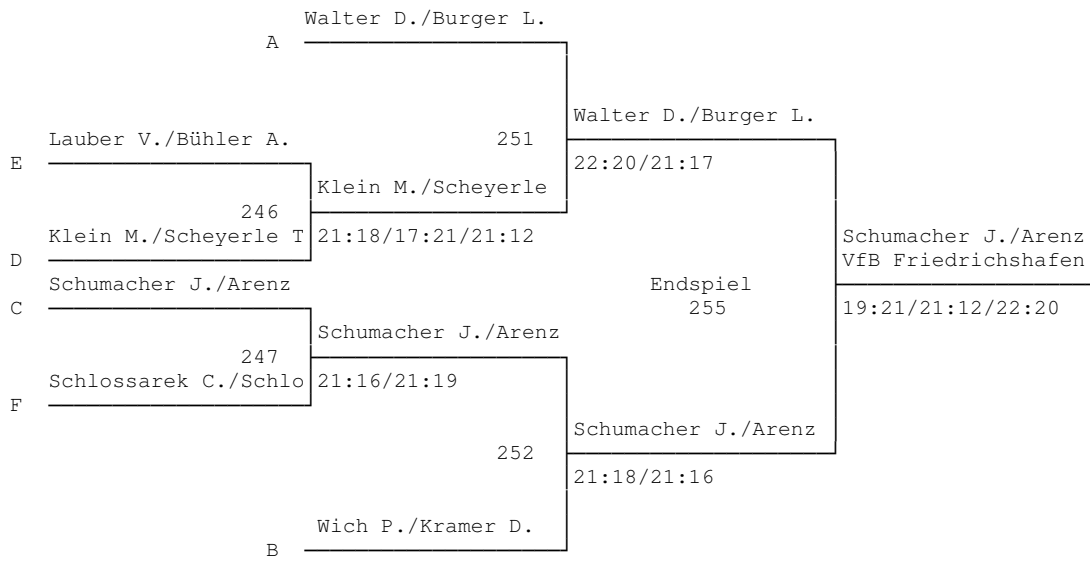 Walter D./Burger L.
A
Walter D./Burger L.
Lauber V./Bühler A.
251
E
22:20/21:17
Klein M./Scheyerle
246
Klein M./Scheyerle T
21:18/17:21/21:12
Schumacher J./Arenz
D
VfB Friedrichshafen
Schumacher J./Arenz
Endspiel
C
255
19:21/21:12/22:20
Schumacher J./Arenz
247
Schlossarek C./Schlo
21:16/21:19
F
Schumacher J./Arenz
252
21:18/21:16
Wich P./Kramer D.
B